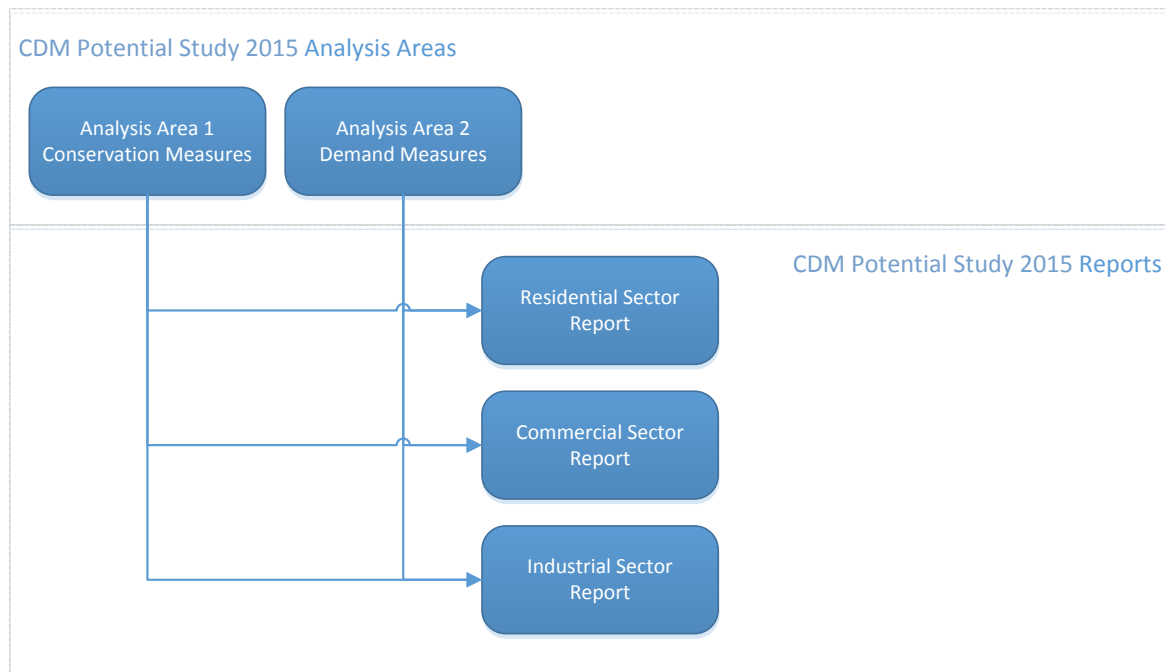 CDM Potential Study 2015 Analysis Areas
Analysis Area 1
Conservation Measures
Analysis Area 2
Demand Measures
CDM Potential Study 2015 Reports
Residential Sector
Report
Commercial Sector
Report
Industrial Sector
Report